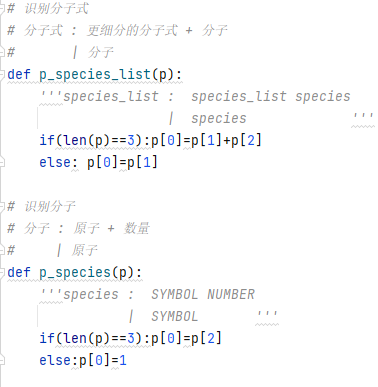 # 识别分子式
# 分子式 : 更细分的分子式 + 分子
#       | 分子
def p_species_list(p):
    '''species_list :  species_list species
                    |  species             '''
    if(len(p)==3):p[0]=p[1]+p[2]
    else: p[0]=p[1]

# 识别分子
# 分子 : 原子 + 数量
#     | 原子
def p_species(p):
    '''species :  SYMBOL NUMBER
               |  SYMBOL       '''
    if(len(p)==3):p[0]=p[2]
    else:p[0]=1